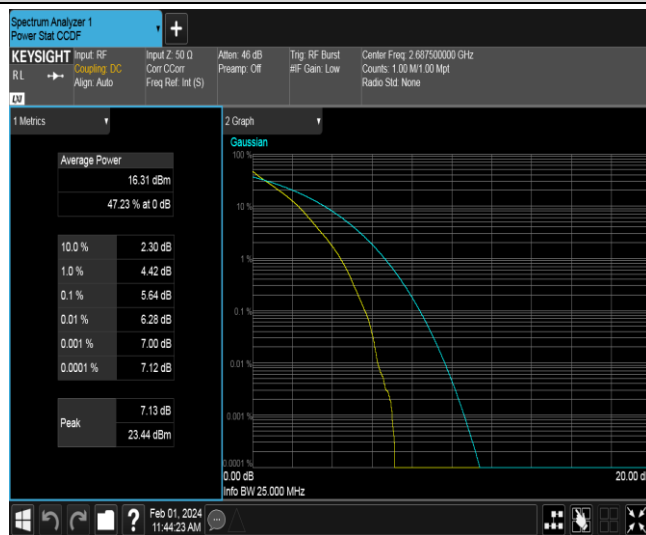 Spectrum Analyzer 1
Power Stat CCDF
+
KEYSIGHT
RL
LXI
Input: RF
Coupling: DC
Align: Auto
Input Z: 50 Ω
Corr CCorr
Freq Ref: Int (S)
Atten: 46 dB
Preamp: Off
Trig: RF Burst
#IF Gain: Low
Center Freq: 2.687500000 GHz
Counts: 1.00 M/1.00 Mpt
Radio Std: None
1 Metrics
Average Power
16.31 dBm
47.23 % at 0 dB
10.0 % 2.30 dB
1.0 % 4.42 dB
0.1 % 5.64 dB
0.01 % 6.28 dB
0.001 % 7.00 dB
0.0001 % 7.12 dB
Peak
7.13 dB
23.44 dBm
2 Graph
Gaussian
100 %
10 %
1 %
0.1 %
0.01 %
0.001 %
0.0001 %
0.00 dB
20.00 d
Info BW 25.000 MHz
?
Feb 01, 2024
11:44:23 AM